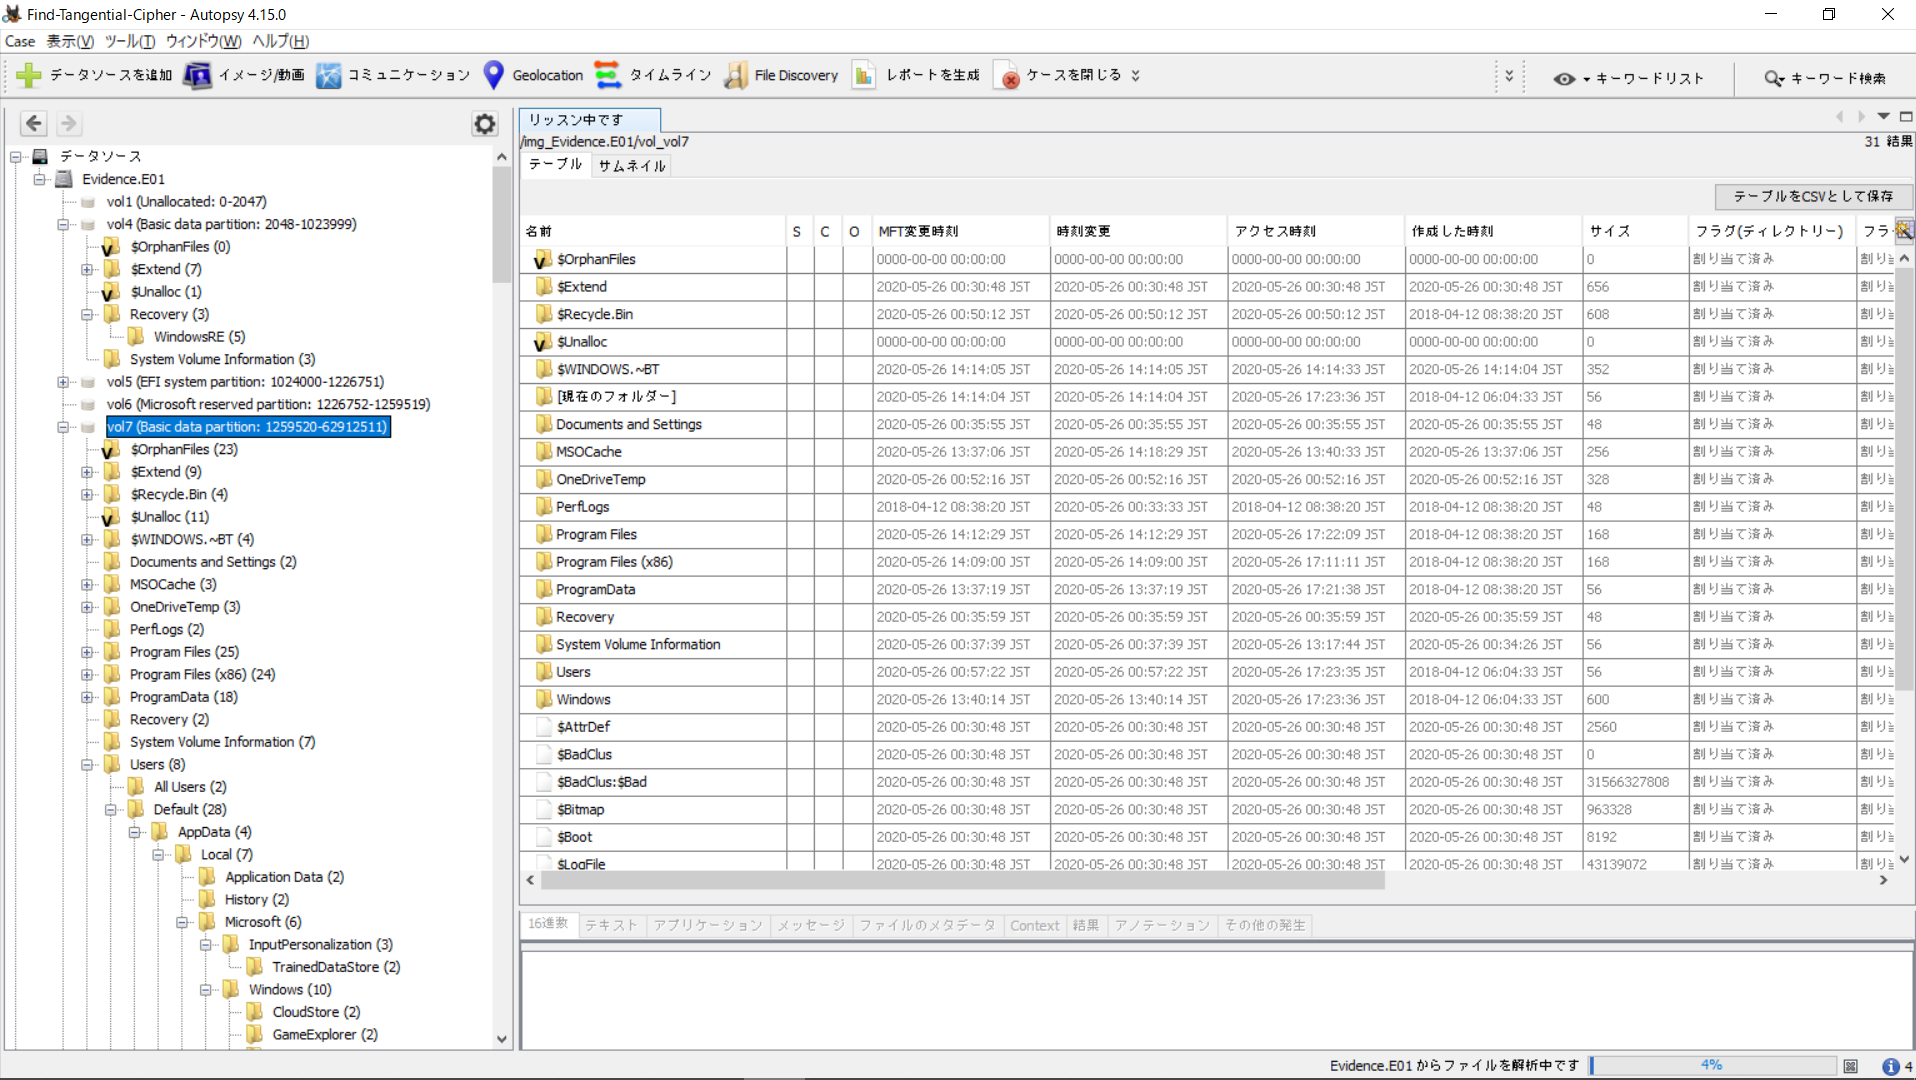 Find-Tangential-Cipher - Autopsy 4.15.0
Case 表示(V) ツール(T) ウィンドウ(W) ヘルプ(H)
データソースを追加 イメージ/動画 コミュニケーション Geolocation タイムライン File Discovery レポートを生成 ケースを閉じる キーワードリスト キーワード検索
データソース
Evidence.E01
vol1 (Unallocated: 0-2047)
vol4 (Basic data partition: 2048-1023999)
$OrphanFiles (0)
$Extend (7)
$Unalloc (1)
Recovery (3)
WindowsRE (5)
System Volume Information (3)
vol5 (EFI system partition: 1024000-1226751)
vol6 (Microsoft reserved partition: 1226752-1259519)
vol7 (Basic data partition: 1259520-62912511)
$OrphanFiles (23)
$Extend (9)
$Recycle.Bin (4)
$Unalloc (11)
$WINDOWS.~BT (4)
Documents and Settings (2)
MSOCache (3)
OneDriveTemp (3)
PerfLogs (2)
Program Files (25)
Program Files (x86) (24)
ProgramData (18)
Recovery (2)
System Volume Information (7)
Users (8)
All Users (2)
Default (28)
AppData (4)
Local (7)
Application Data (2)
History (2)
Microsoft (6)
InputPersonalization (3)
TrainedDataStore (2)
Windows (10)
CloudStore (2)
GameExplorer (2)
リッスン中です
/img_Evidence.E01/vol_vol7 31 結果
テーブル サムネイル
テーブルをCSVとして保存
名前 S C O MFT変更時刻 時刻変更 アクセス時刻 作成した時刻 サイズ フラグ(ディレクトリー) フラ
$OrphanFiles 0000-00-00 00:00:00 0000-00-00 00:00:00 0000-00-00 00:00:00 0000-00-00 00:00:00 0 割り当て済み 割り
$Extend 2020-05-26 00:30:48 JST 2020-05-26 00:30:48 JST 2020-05-26 00:30:48 JST 2020-05-26 00:30:48 JST 656 割り当て済み 割り
$Recycle.Bin 2020-05-26 00:50:12 JST 2020-05-26 00:50:12 JST 2020-05-26 00:50:12 JST 2018-04-12 08:38:20 JST 608 割り当て済み 割り
$Unalloc 0000-00-00 00:00:00 0000-00-00 00:00:00 0000-00-00 00:00:00 0000-00-00 00:00:00 0 割り当て済み 割り
$WINDOWS.~BT 2020-05-26 14:14:05 JST 2020-05-26 14:14:05 JST 2020-05-26 14:14:33 JST 2020-05-26 14:14:04 JST 352 割り当て済み 割り
[現在のフォルダー] 2020-05-26 14:14:04 JST 2020-05-26 14:14:04 JST 2020-05-26 17:23:36 JST 2018-04-12 06:04:33 JST 56 割り当て済み 割り
Documents and Settings 2020-05-26 00:35:55 JST 2020-05-26 00:35:55 JST 2020-05-26 00:35:55 JST 2020-05-26 00:35:55 JST 48 割り当て済み 割り
MSOCache 2020-05-26 13:37:06 JST 2020-05-26 14:18:29 JST 2020-05-26 13:40:33 JST 2020-05-26 13:37:06 JST 256 割り当て済み 割り
OneDriveTemp 2020-05-26 00:52:16 JST 2020-05-26 00:52:16 JST 2020-05-26 00:52:16 JST 2020-05-26 00:52:16 JST 328 割り当て済み 割り
PerfLogs 2018-04-12 08:38:20 JST 2020-05-26 00:33:33 JST 2018-04-12 08:38:20 JST 2018-04-12 08:38:20 JST 48 割り当て済み 割り
Program Files 2020-05-26 14:12:29 JST 2020-05-26 14:12:29 JST 2020-05-26 17:22:09 JST 2018-04-12 08:38:20 JST 168 割り当て済み 割り
Program Files (x86) 2020-05-26 14:09:00 JST 2020-05-26 14:09:00 JST 2020-05-26 17:11:11 JST 2018-04-12 08:38:20 JST 168 割り当て済み 割り
ProgramData 2020-05-26 13:37:19 JST 2020-05-26 13:37:19 JST 2020-05-26 17:21:38 JST 2018-04-12 08:38:20 JST 56 割り当て済み 割り
Recovery 2020-05-26 00:35:59 JST 2020-05-26 00:35:59 JST 2020-05-26 00:35:59 JST 2020-05-26 00:35:59 JST 48 割り当て済み 割り
System Volume Information 2020-05-26 00:37:39 JST 2020-05-26 00:37:39 JST 2020-05-26 13:17:44 JST 2020-05-26 00:34:26 JST 56 割り当て済み 割り
Users 2020-05-26 00:57:22 JST 2020-05-26 00:57:22 JST 2020-05-26 17:23:35 JST 2018-04-12 06:04:33 JST 56 割り当て済み 割り
Windows 2020-05-26 13:40:14 JST 2020-05-26 13:40:14 JST 2020-05-26 17:23:36 JST 2018-04-12 06:04:33 JST 600 割り当て済み 割り
$AttrDef 2020-05-26 00:30:48 JST 2020-05-26 00:30:48 JST 2020-05-26 00:30:48 JST 2020-05-26 00:30:48 JST 2560 割り当て済み 割り
$BadClus 2020-05-26 00:30:48 JST 2020-05-26 00:30:48 JST 2020-05-26 00:30:48 JST 2020-05-26 00:30:48 JST 0 割り当て済み 割り
$BadClus:$Bad 2020-05-26 00:30:48 JST 2020-05-26 00:30:48 JST 2020-05-26 00:30:48 JST 2020-05-26 00:30:48 JST 31566327808 割り当て済み 割り
$Bitmap 2020-05-26 00:30:48 JST 2020-05-26 00:30:48 JST 2020-05-26 00:30:48 JST 2020-05-26 00:30:48 JST 963328 割り当て済み 割り
$Boot 2020-05-26 00:30:48 JST 2020-05-26 00:30:48 JST 2020-05-26 00:30:48 JST 2020-05-26 00:30:48 JST 8192 割り当て済み 割り
$LogFile 2020-05-26 00:30:48 JST 2020-05-26 00:30:48 JST 2020-05-26 00:30:48 JST 2020-05-26 00:30:48 JST 43139072 割り当て済み 割り
16進数 テキスト アプリケーション メッセージ ファイルのメタデータ Context 結果 アノテーション その他の発生
Evidence.E01 からファイルを解析中です 4% 4